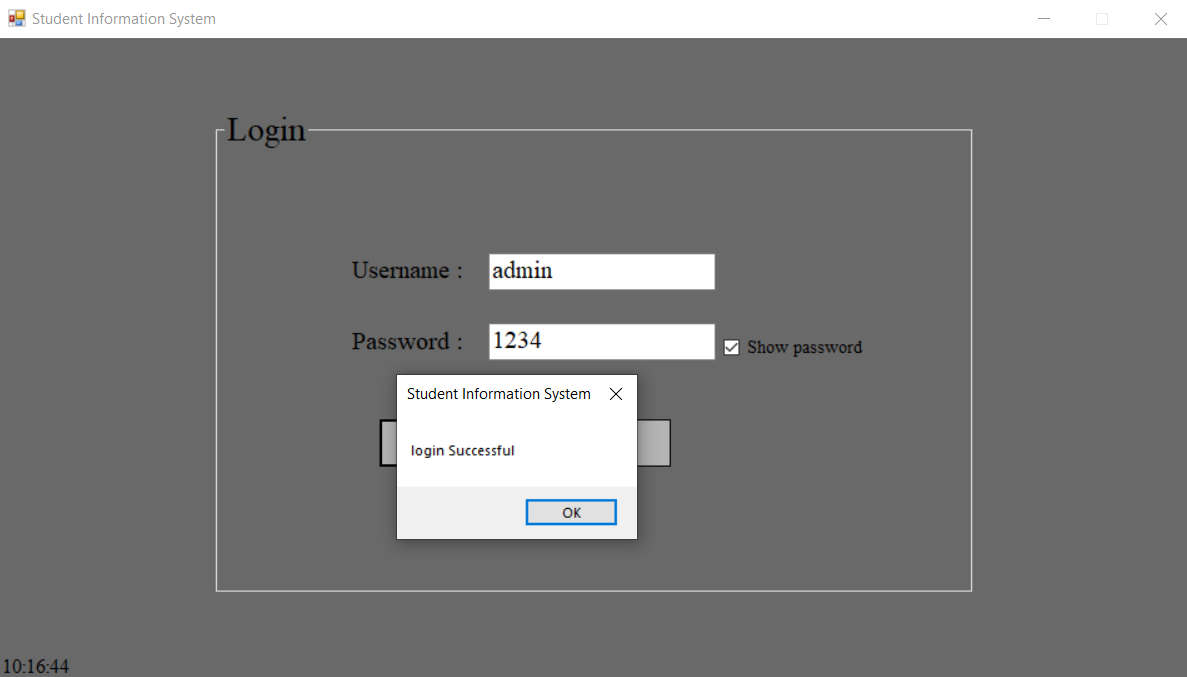 Student Information System
Login
Username : admin
Password : 1234
Show password
Student Information System
login Successful
OK
10:16:44